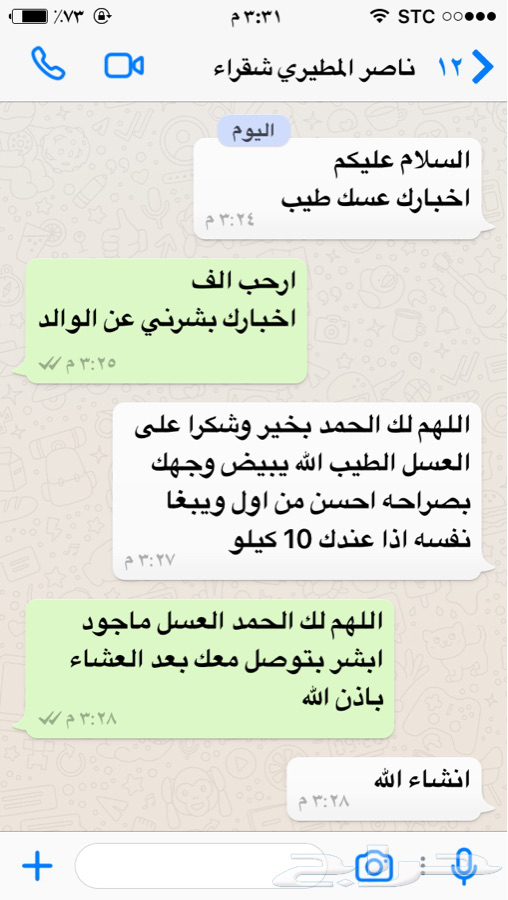 ٪٧٣ ٣:٣١ م STC
ناصر المطيري شقراء ١٢
اليوم
السلام عليكم
اخبارك عسك طيب
٣:٢٤ م
ارحب الف
اخبارك بشرني عن الوالد
٣:٢٥ م
اللهم لك الحمد بخير وشكرا على
العسل الطيب الله يبيض وجهك
بصراحه احسن من اول ويبغا
نفسه اذا عندك 10 كيلو
٣:٢٧ م
اللهم لك الحمد العسل ماجود
ابشر بتوصل معك بعد العشاء
باذن الله
٣:٢٨ م
انشاء الله
٣:٢٨ م
حراج